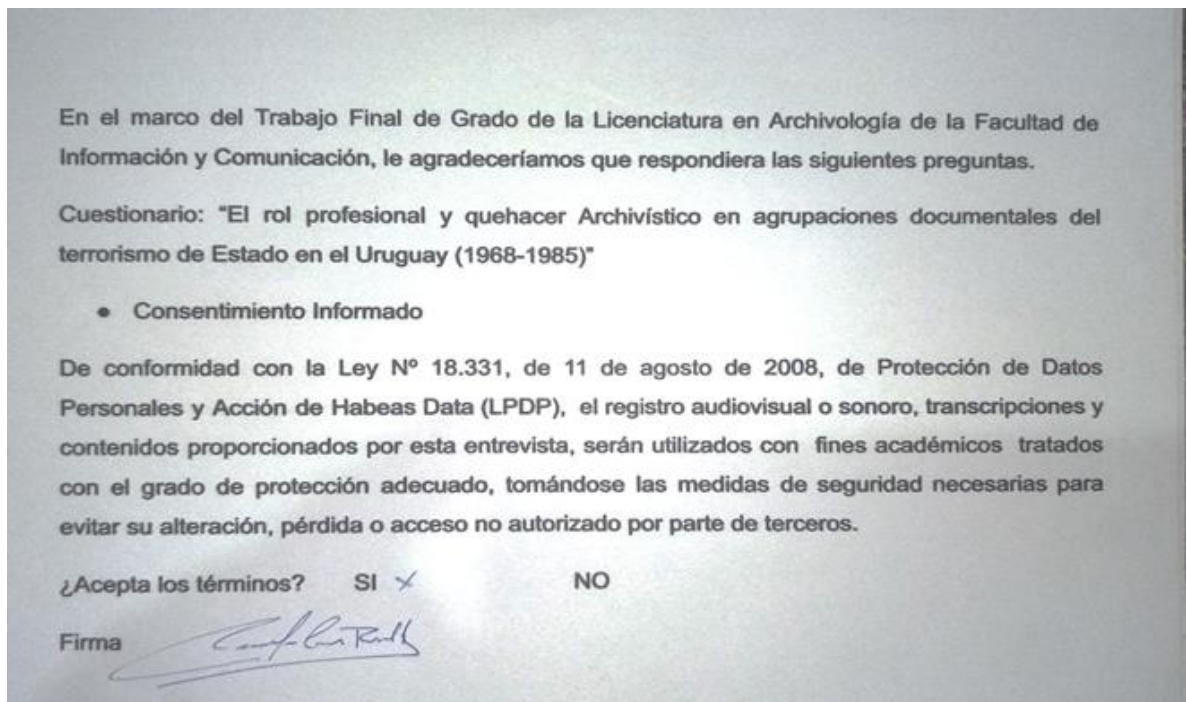 En el marco del Trabajo Final de Grado de la Licenciatura en Archivología de la Facultad de
Información y Comunicación, le agradeceríamos que respondiera las siguientes preguntas.
Cuestionario: "El rol profesional y quehacer Archivístico en agrupaciones documentales del
terrorismo de Estado en el Uruguay (1968-1985)"
• Consentimiento Informado
De conformidad con la Ley Nº 18.331, de 11 de agosto de 2008, de Protección de Datos
Personales y Acción de Habeas Data (LPDP), el registro audiovisual o sonoro, transcripciones y
contenidos proporcionados por esta entrevista, serán utilizados con fines académicos tratados
con el grado de protección adecuado, tomándose las medidas de seguridad necesarias para
evitar su alteración, pérdida o acceso no autorizado por parte de terceros.
¿Acepta los términos? SI x NO
Firma